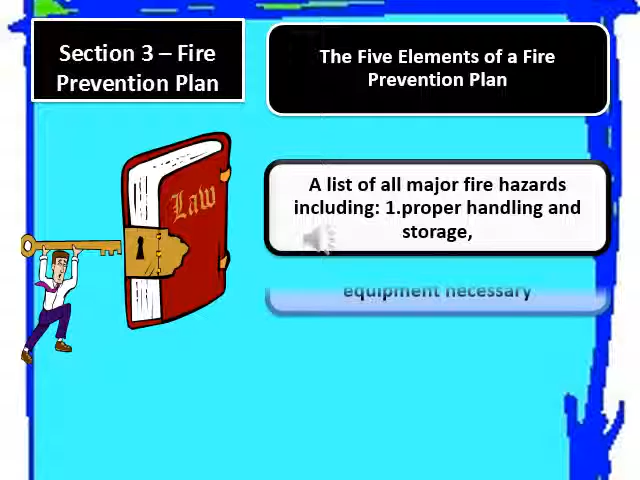 Section 3 – Fire
Prevention Plan
The Five Elements of a Fire
Prevention Plan
Law
A list of all major fire hazards
including: 1.proper handling and
storage,
equipment necessary